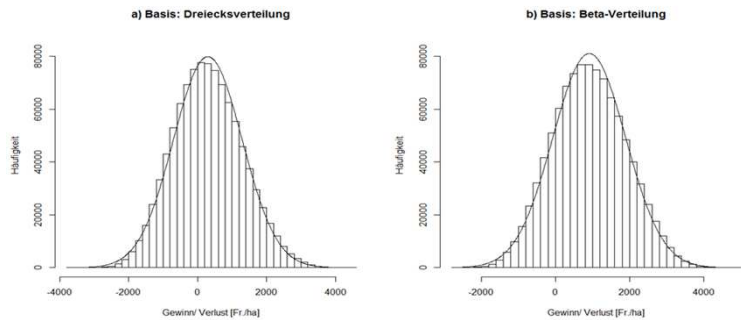 a) Basis: Dreiecksverteilung
Häufigkeit
80000
60000
40000
20000
0
-4000 -2000 0 2000 4000
Gewinn/ Verlust [Fr./ha]
b) Basis: Beta-Verteilung
Häufigkeit
80000
60000
40000
20000
0
-2000 0 2000 4000
Gewinn/ Verlust [Fr./ha]